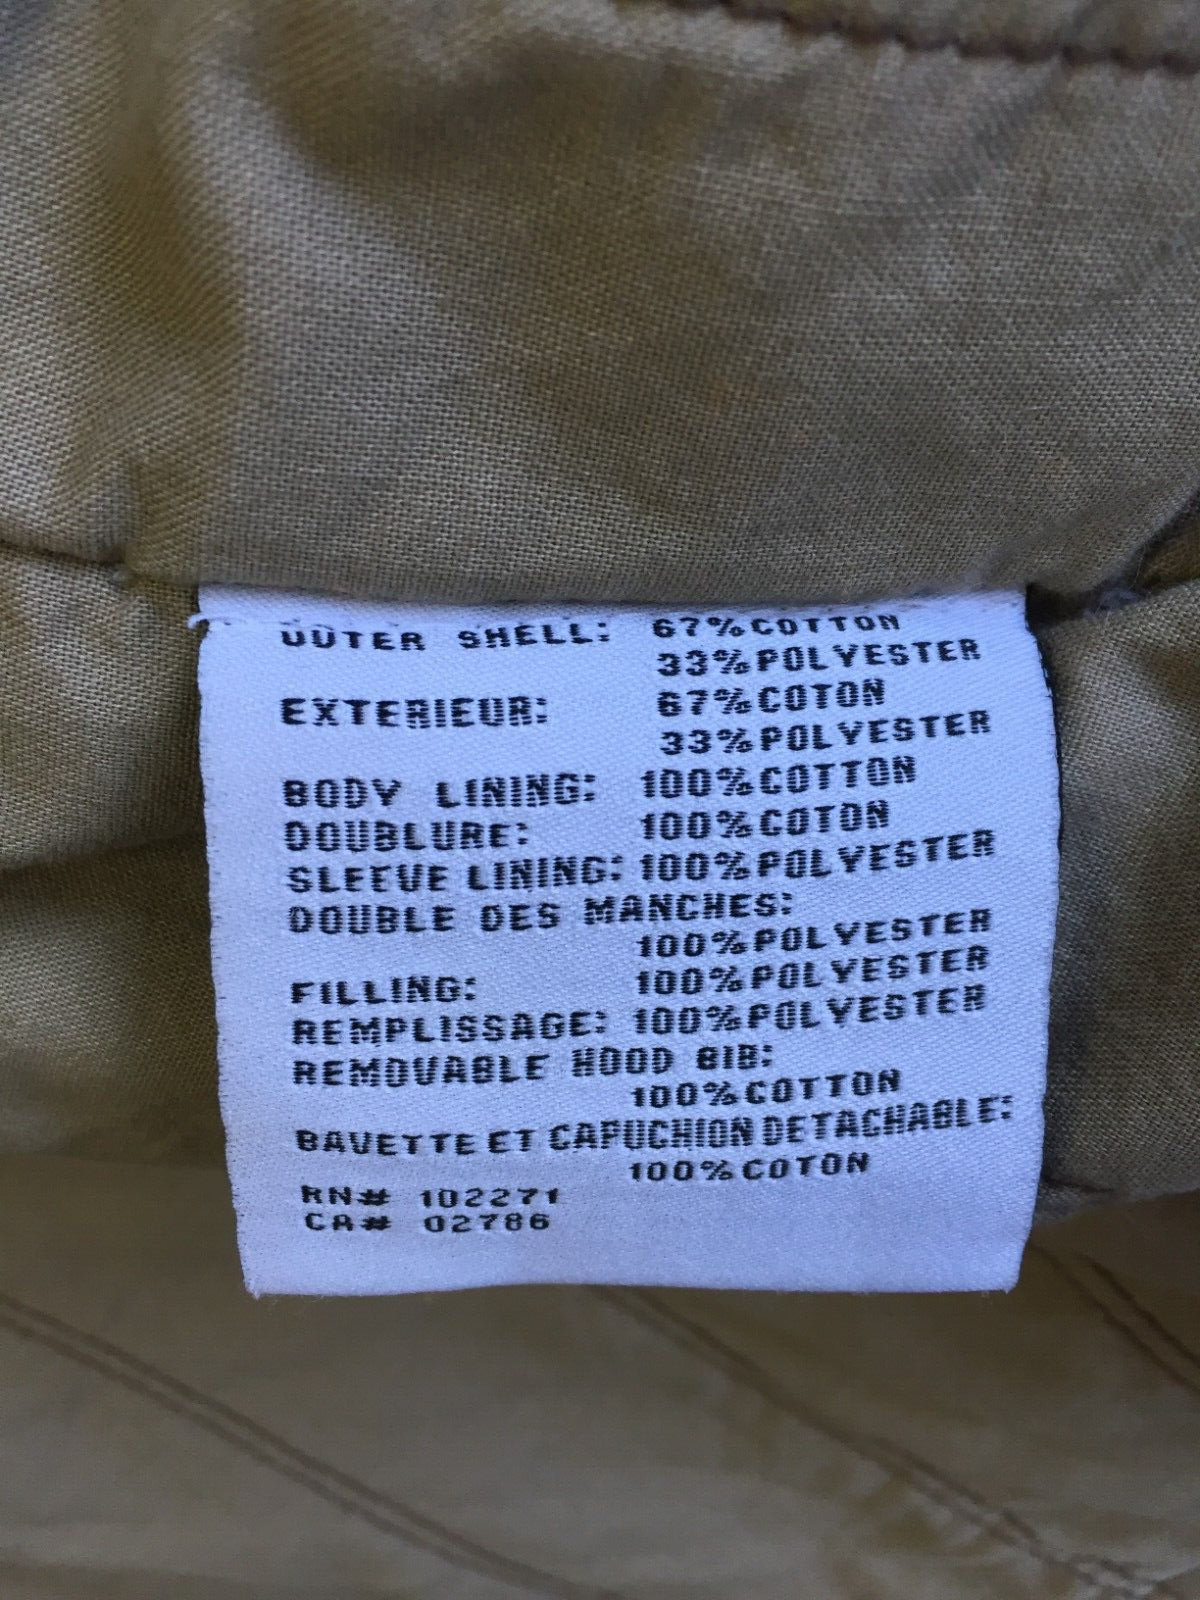 OUTER SHELL: 67%COTTON
33%POLYESTER
EXTERIEUR: 67%COTON
33%POLYESTER
BODY LINING: 100%COTTON
DOUBLURE: 100%COTON
SLEEVE LINING: 100%POLYESTER
DOUBLE DES MANCHES:
100%POLYESTER
FILLING: 100%POLYESTER
REMPLISSAGE: 100%POLYESTER
REMOVABLE HOOD BIB:
100%COTTON
BAVETTE ET CAPUCHION DETACHABLE:
100%COTON
RN# 102271
CA# 02786